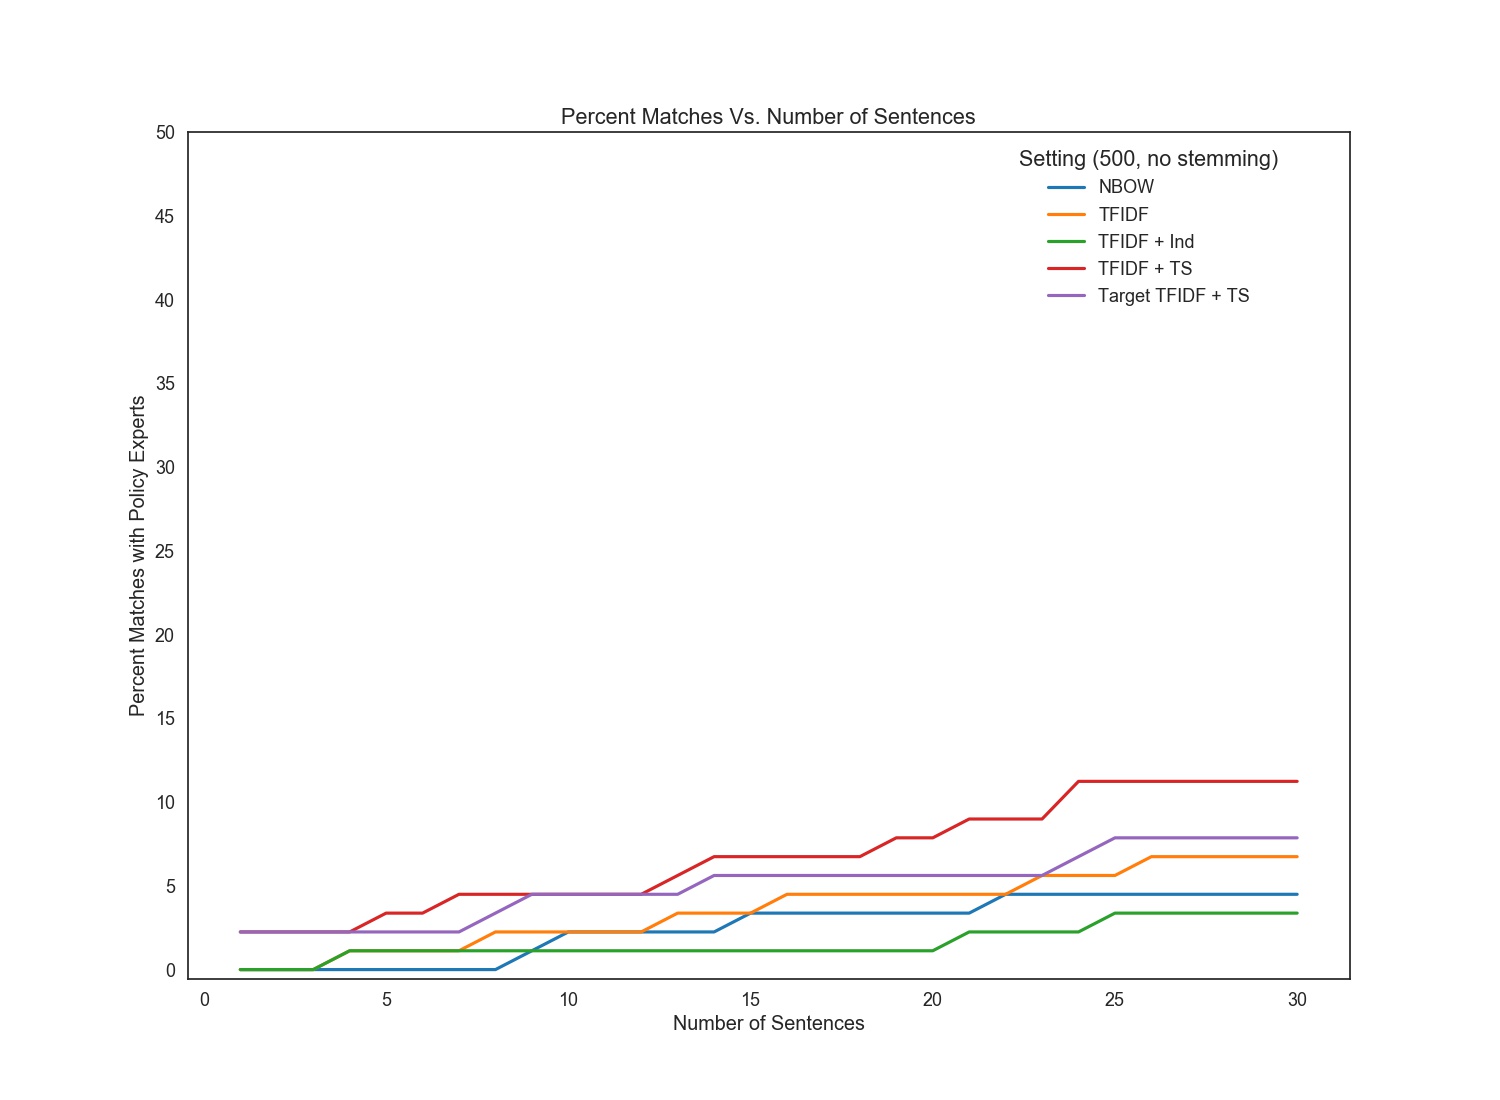 Percent Matches Vs. Number of Sentences
Setting (500, no stemming)
NBOW
TFIDF
TFIDF + Ind
TFIDF + TS
Target TFIDF + TS
Percent Matches with Policy Experts
50
45
40
35
30
25
20
15
10
5
0
0 5 10 15 20 25 30
Number of Sentences